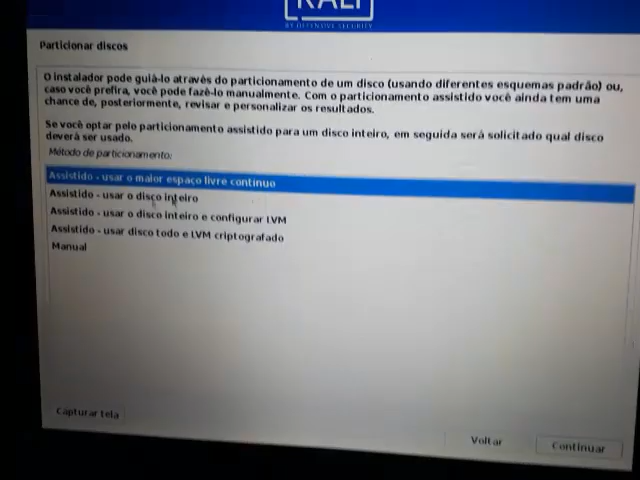 KALI
BY OFFENSIVE SECURITY
Particionar discos
O instalador pode guiá-lo através do particionamento de um disco (usando diferentes esquemas padrão) ou,
caso você prefira, você pode fazê-lo manualmente. Com o particionamento assistido você ainda tem uma
chance de, posteriormente, revisar e personalizar os resultados.
Se você optar pelo particionamento assistido para um disco inteiro, em seguida será solicitado qual disco
deverá ser usado.
Método de particionamento:
Assistido - usar o maior espaço livre contínuo
Assistido - usar o disco inteiro
Assistido - usar o disco inteiro e configurar LVM
Assistido - usar disco todo e LVM criptografado
Manual
Capturar tela
Voltar
Continuar